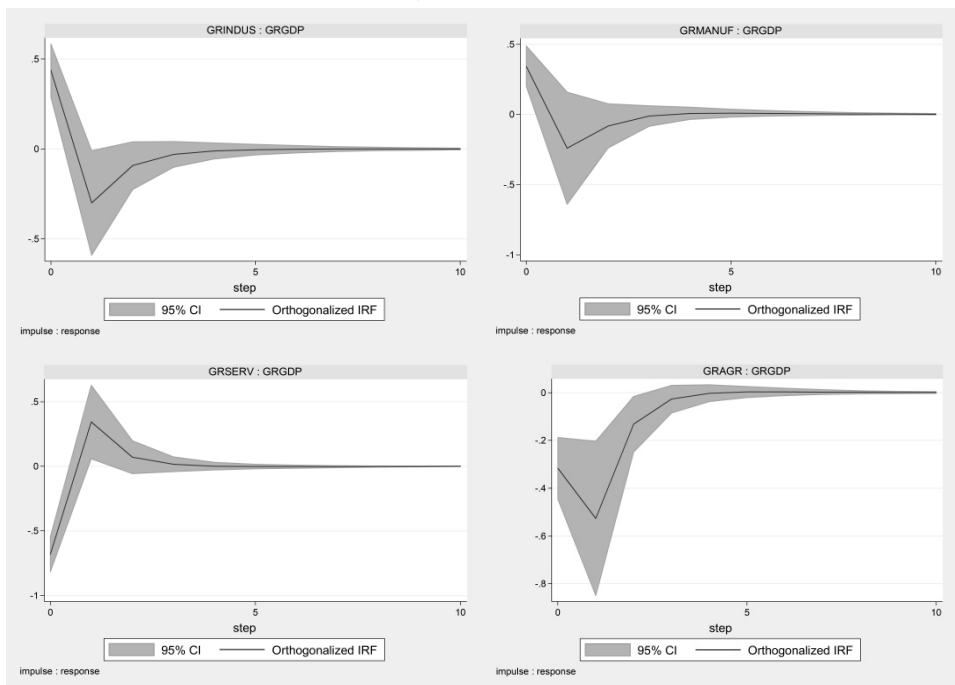 GRINDUS : GRGDP
.5
0
-.5
0
5
10
step
95% CI
Orthogonalized IRF
impulse : response
GRMANUF : GRGDP
.5
0
-.5
-1
0
5
10
step
95% CI
Orthogonalized IRF
impulse : response
GRSERV : GRGDP
.5
0
-.5
-1
0
5
10
step
95% CI
Orthogonalized IRF
impulse : response
GRAGR : GRGDP
0
-.2
-.4
-.6
-.8
0
5
10
step
95% CI
Orthogonalized IRF
impulse : response